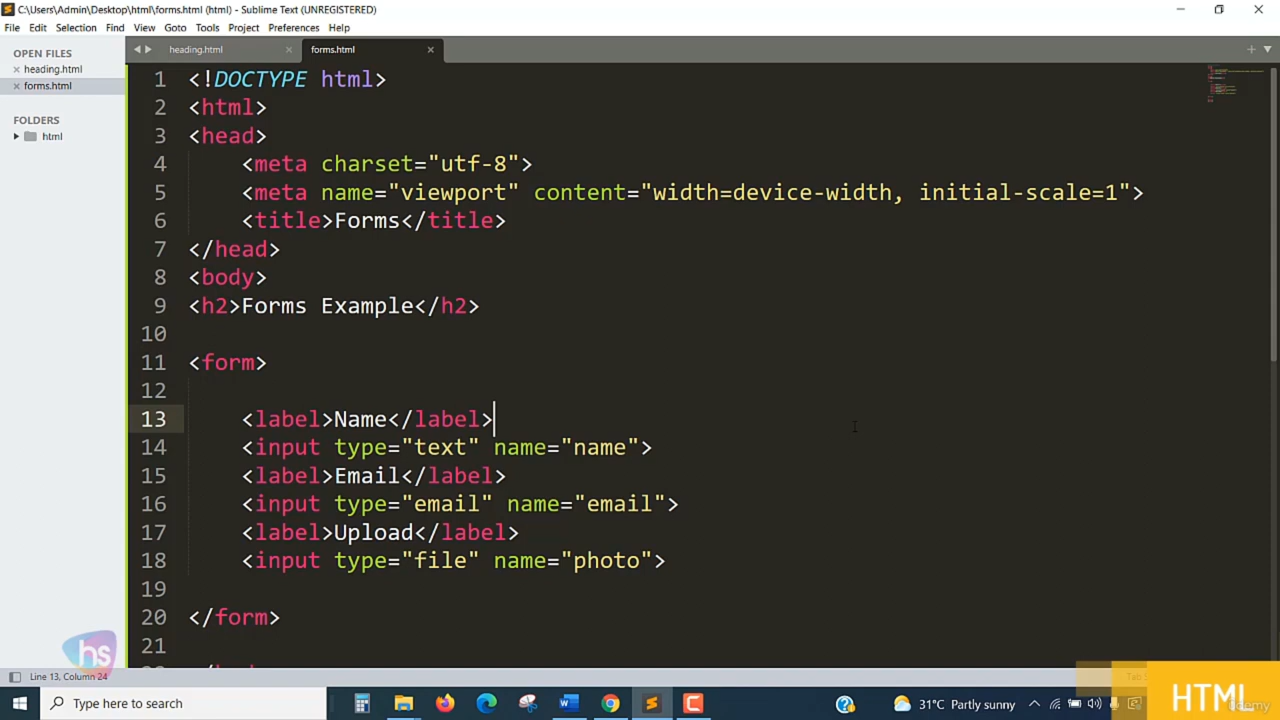 C:\Users\Admin\Desktop\html\forms.html (html) - Sublime Text (UNREGISTERED)
File Edit Selection Find View Goto Tools Project Preferences Help
OPEN FILES
heading.html
forms.html
FOLDERS
html
heading.html forms.html
1 <!DOCTYPE html>
2 <html>
3 <head>
4 <meta charset="utf-8">
5 <meta name="viewport" content="width=device-width, initial-scale=1">
6 <title>Forms</title>
7 </head>
8 <body>
9 <h2>Forms Example</h2>
10
11 <form>
12
13 <label>Name</label>
14 <input type="text" name="name">
15 <label>Email</label>
16 <input type="email" name="email">
17 <label>Upload</label>
18 <input type="file" name="photo">
19
20 </form>
21
hs
Line 13, Column 24
Type here to search
31°C Partly sunny
HTML
Udemy